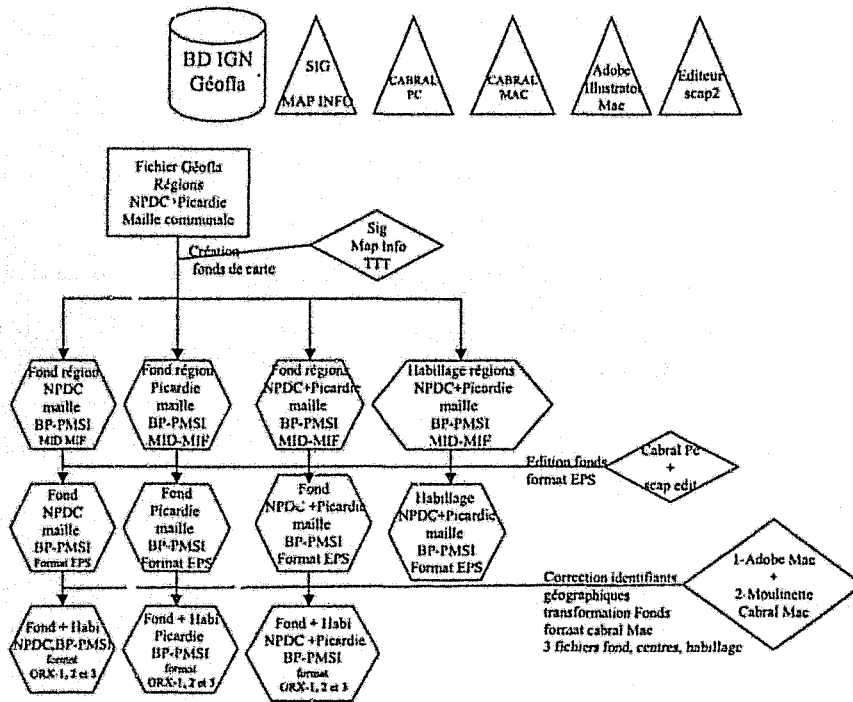 BD IGN
Géofla
SIG
MAP INFO
CABRAL
PC
CABRAL
MAC
Adobe
Illustrator
Mac
Editeur
scap2
Fichier Géofla
Régions
NPDC+Picardie
Maille communale
Création
fonds de carte
Sig
Map Info
TTT
Fond région
NPDC
maille
BP-PMSI
MID MIF
Fond région
Picardie
maille
BP-PMSI
MID-MIF
Fond régions
NPDC+Picardie
maille
BP-PMSI
MID-MIF
Habillage régions
NPDC+Picardie
maille
BP-PMSI
MID-MIF
Edition fonds
format EPS
Cabral Pc
+
scap edit
Fond
NPDC
maille
BP-PMSI
Format EPS
Fond
Picardie
maille
BP-PMSI
Format EPS
Fond
NPDC +Picardie
maille
BP-PMSI
Format EPS
Habillage
NPDC+Picardie
maille
BP-PMSI
Format EPS
Correction identifiants
géographiques
transformation Fonds
format cabral Mac
3 fichiers fond, centres, habillage
1-Adobe Mac
+
2-Moulinette
Cabral Mac
Fond + Habi
NPDC,BP-PMSI
format
ORX-1, 2 et 3
Fond + Habi
Picardie
BP-PMSI
format
ORX-1, 2 et 3
Fond + Habi
NPDC +Picardie
BP-PMSI
format
ORX-1, 2 et 3